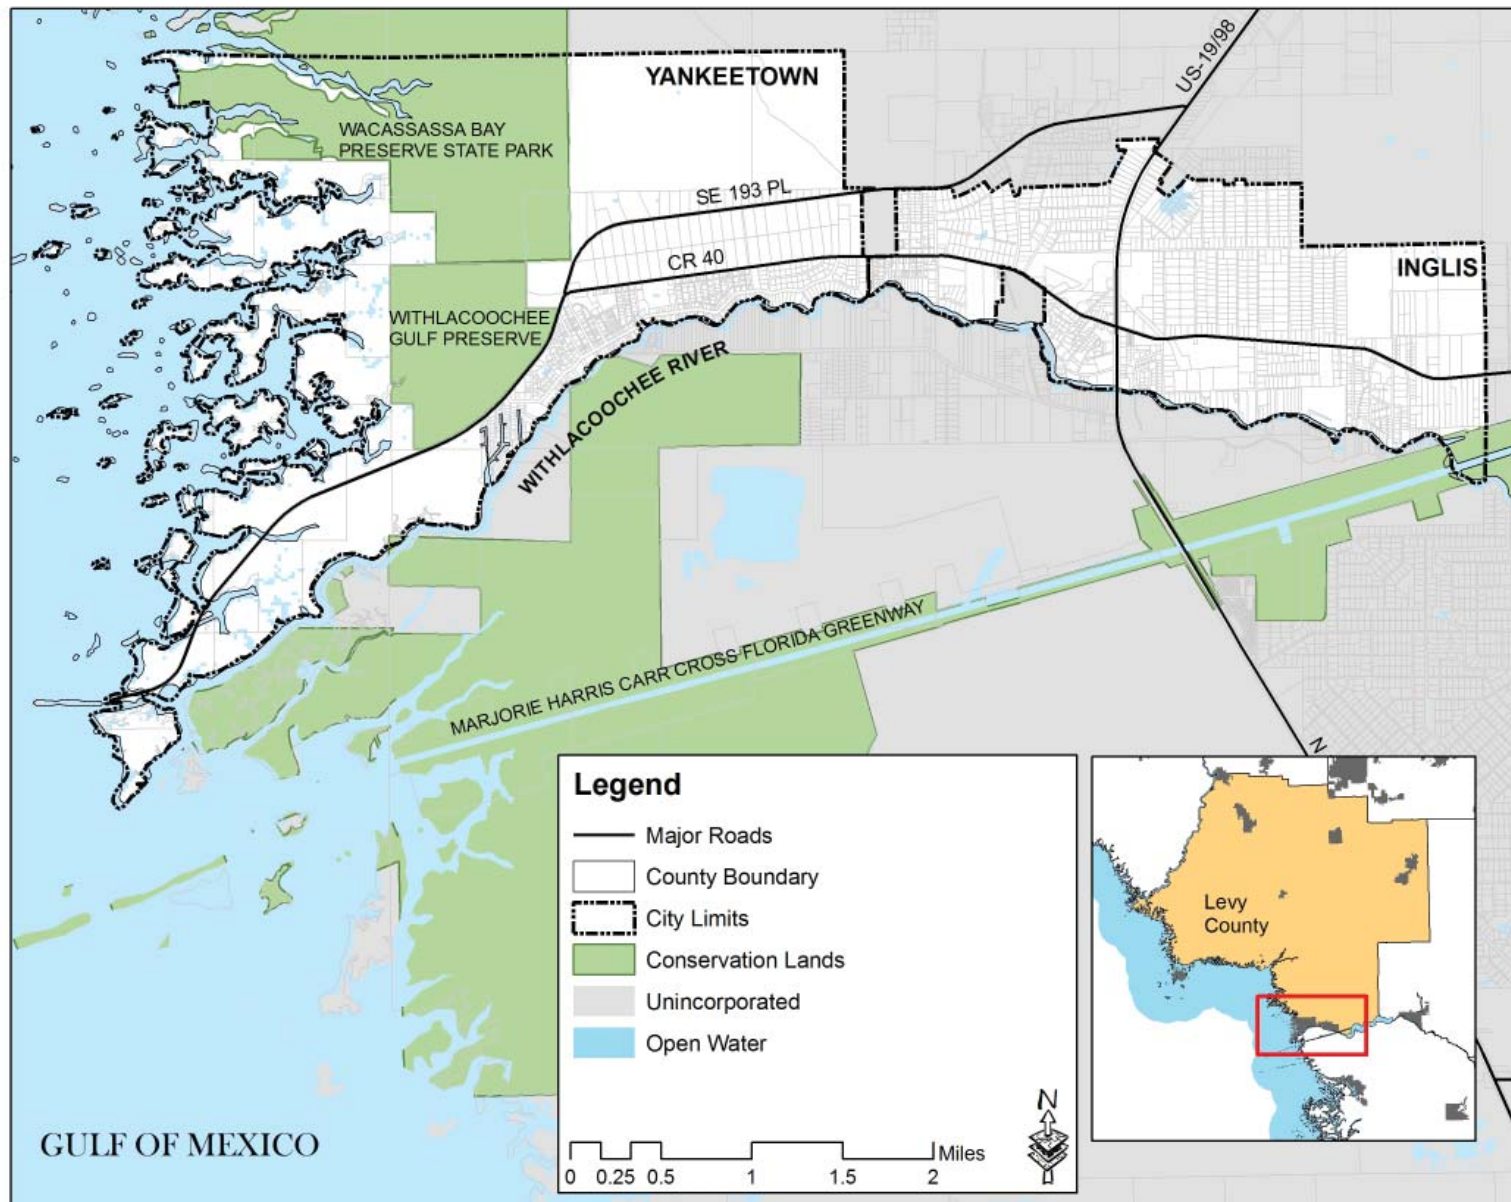 US-19/98
YANKEETOWN
WACASSASSA BAY
PRESERVE STATE PARK
SE 193 PL
CR 40
INGLIS
WITHLACOOCHEE
GULF PRESERVE
WITHLACOOCHEE RIVER
MARJORIE HARRIS CARR CROSS FLORIDA GREENWAY
N
Legend
Major Roads
County Boundary
City Limits
Conservation Lands
Unincorporated
Open Water
N
Miles
0 0.25 0.5 1 1.5 2
Levy
County
GULF OF MEXICO